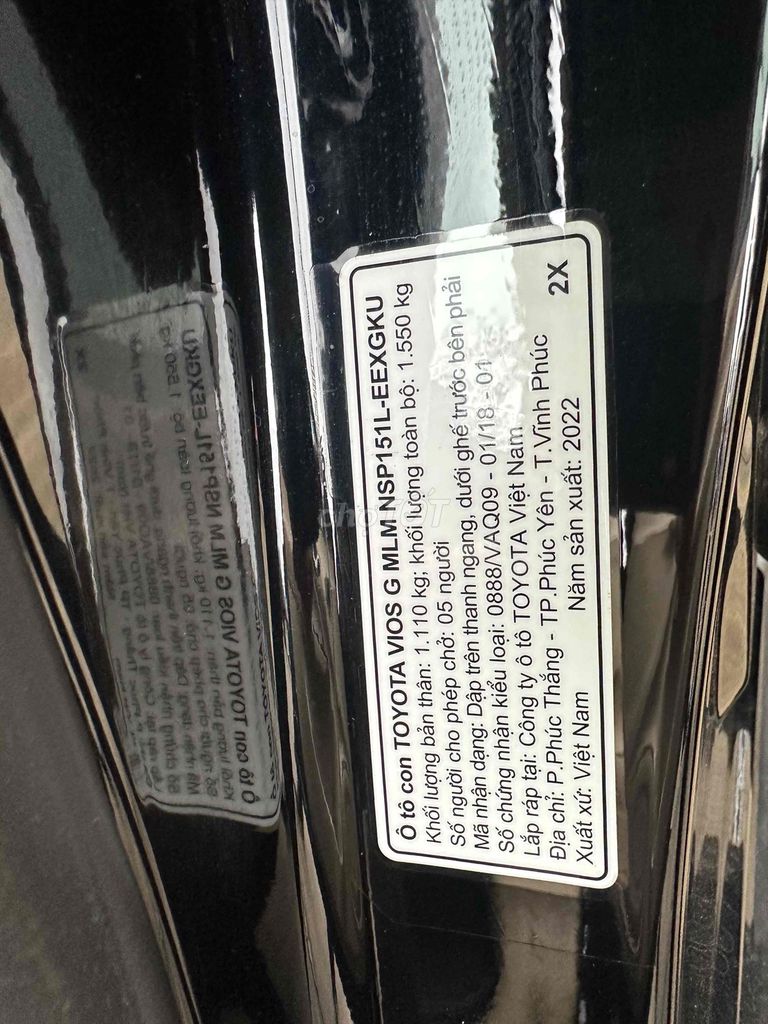 Ô tô con TOYOTA VIOS G MLM NSP151L-EEXGKU
Khối lượng bản thân: 1.110 kg; khối lượng toàn bộ: 1.550 kg
Số người cho phép chở: 05 người
Mã nhận dạng: Dập trên thanh ngang, dưới ghế trước bên phải
Số chứng nhận kiểu loại: 0888/VAQ09 - 01/18 - 01
Lắp ráp tại: Công ty ô tô TOYOTA Việt Nam
Địa chỉ: P.Phúc Thắng - TP.Phúc Yên - T.Vĩnh Phúc
Xuất xứ: Việt Nam Năm sản xuất: 2022 2X
chợTỐT